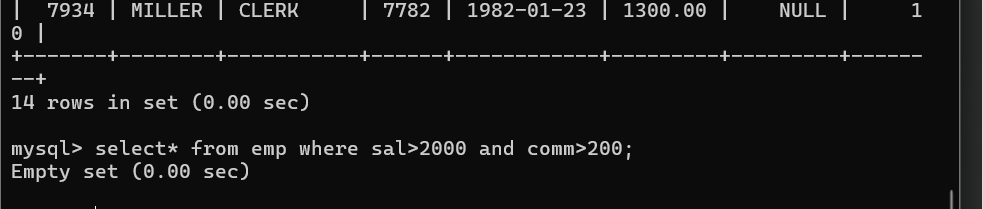 |  7934 | MILLER | CLERK     | 7782 | 1982-01-23 | 1300.00 |    NULL |     1
0 |
+-------+--------+-----------+------+------------+---------+---------+------
--+
14 rows in set (0.00 sec)
mysql> select* from emp where sal>2000 and comm>200;
Empty set (0.00 sec)